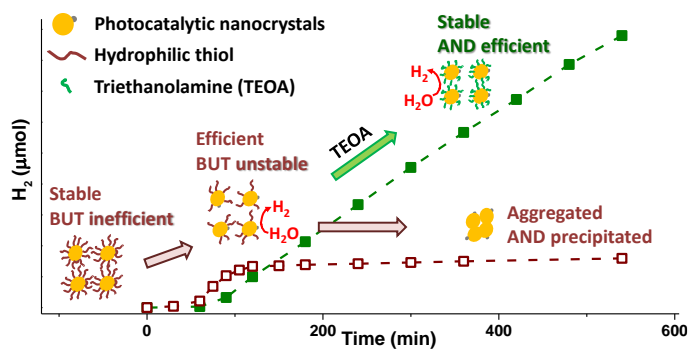 Photocatalytic nanocrystals
Hydrophilic thiol
Triethanolamine (TEOA)
Stable
AND efficient
H₂
H₂O
TEOA
Efficient
BUT unstable
H₂
H₂O
Stable
BUT inefficient
Aggregated
AND precipitated
H₂ (μmol)
0
200
400
600
Time (min)